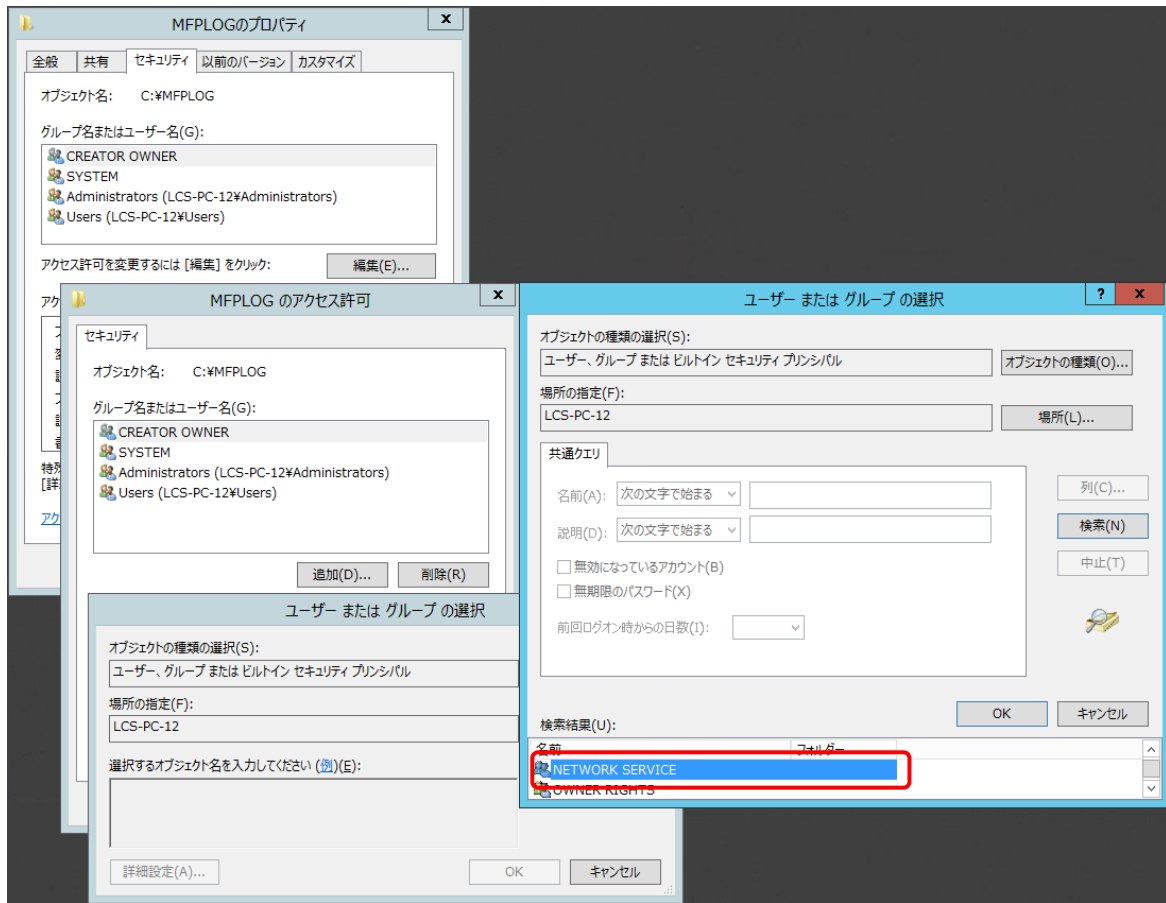 MFPLOGのプロパティ
x
全般 共有 セキュリティ 以前のバージョン カスタマイズ
オブジェクト名: C:¥MFPLOG
グループ名またはユーザー名(G):
CREATOR OWNER
SYSTEM
Administrators (LCS-PC-12¥Administrators)
Users (LCS-PC-12¥Users)
アクセス許可を変更するには [編集] をクリック:
編集(E)...
MFPLOG のアクセス許可
x
セキュリティ
オブジェクト名: C:¥MFPLOG
グループ名またはユーザー名(G):
CREATOR OWNER
SYSTEM
Administrators (LCS-PC-12¥Administrators)
Users (LCS-PC-12¥Users)
追加(D)...
削除(R)
ユーザー または グループ の選択
オブジェクトの種類の選択(S):
ユーザー、グループ または ビルトイン セキュリティ プリンシパル
場所の指定(F):
LCS-PC-12
選択するオブジェクト名を入力してください (例)(E):
詳細設定(A)...
OK
キャンセル
ユーザー または グループ の選択
? x
オブジェクトの種類の選択(S):
ユーザー、グループ または ビルトイン セキュリティ プリンシパル
オブジェクトの種類(O)...
場所の指定(F):
LCS-PC-12
場所(L)...
共通クエリ
名前(A): 次の文字で始まる
説明(D): 次の文字で始まる
無効になっているアカウント(B)
無期限のパスワード(X)
前回ログオン時からの日数(I):
列(C)...
検索(N)
中止(T)
OK
キャンセル
検索結果(U):
名前 フォルダー
NETWORK SERVICE
OWNER RIGHTS